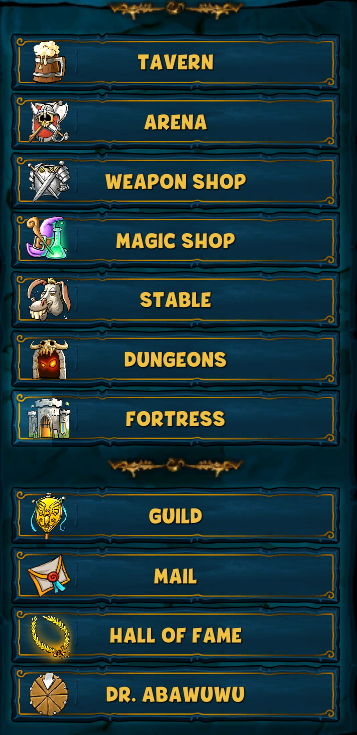 TAVERN
ARENA
WEAPON SHOP
MAGIC SHOP
STABLE
DUNGEONS
FORTRESS
GUILD
MAIL
HALL OF FAME
DR. ABAWUWU